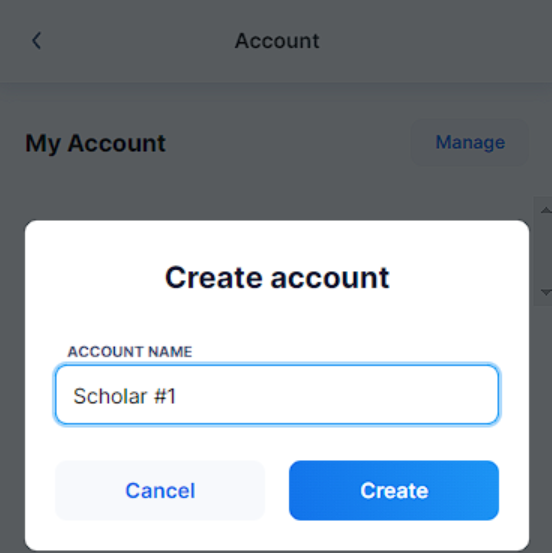 Account
My Account
Manage
Create account
ACCOUNT NAME
Scholar #1
Cancel
Create